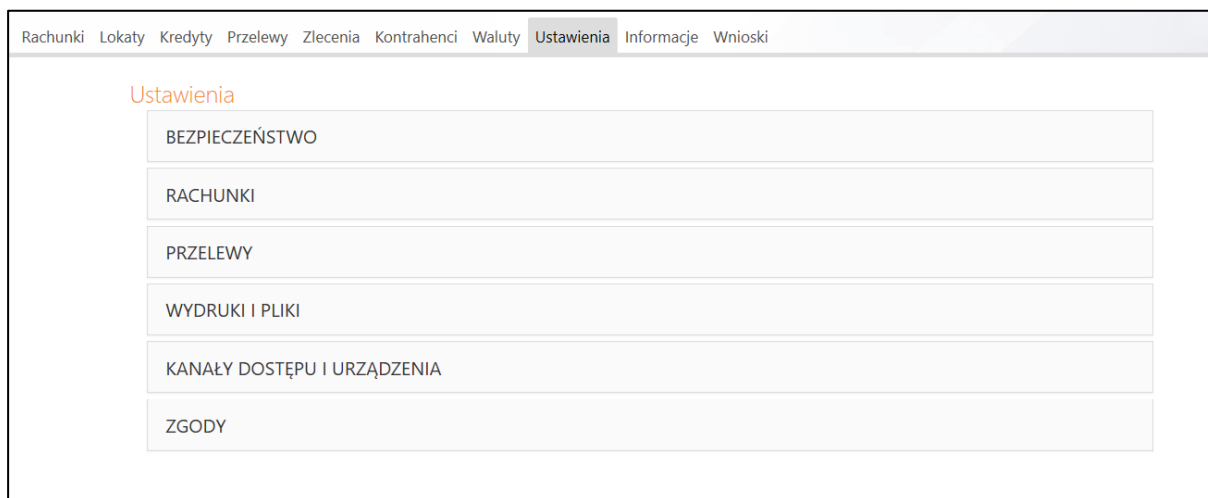 Rachunki Lokaty Kredyty Przelewy Zlecenia Kontrahenci Waluty Ustawienia Informacje Wnioski
Ustawienia
BEZPIECZEŃSTWO
RACHUNKI
PRZELEWY
WYDRUKI I PLIKI
KANAŁY DOSTĘPU I URZĄDZENIA
ZGODY